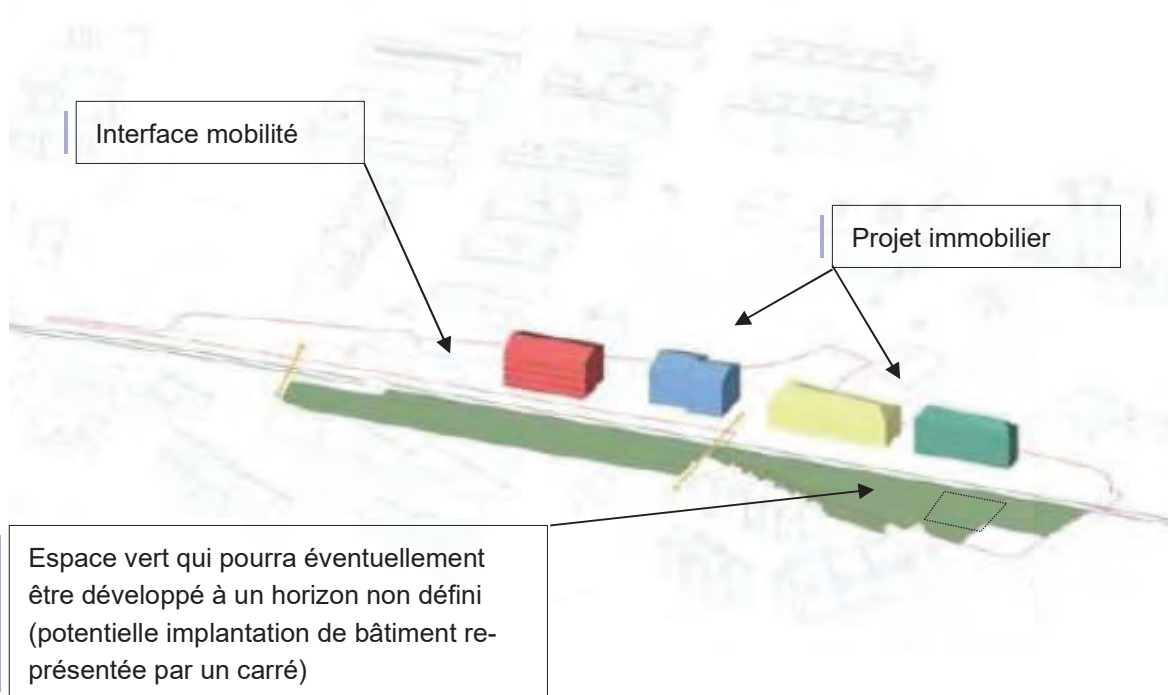 Interface mobilité
Projet immobilier
Espace vert qui pourra éventuellement
être développé à un horizon non défini
(potentielle implantation de bâtiment re-
présentée par un carré)